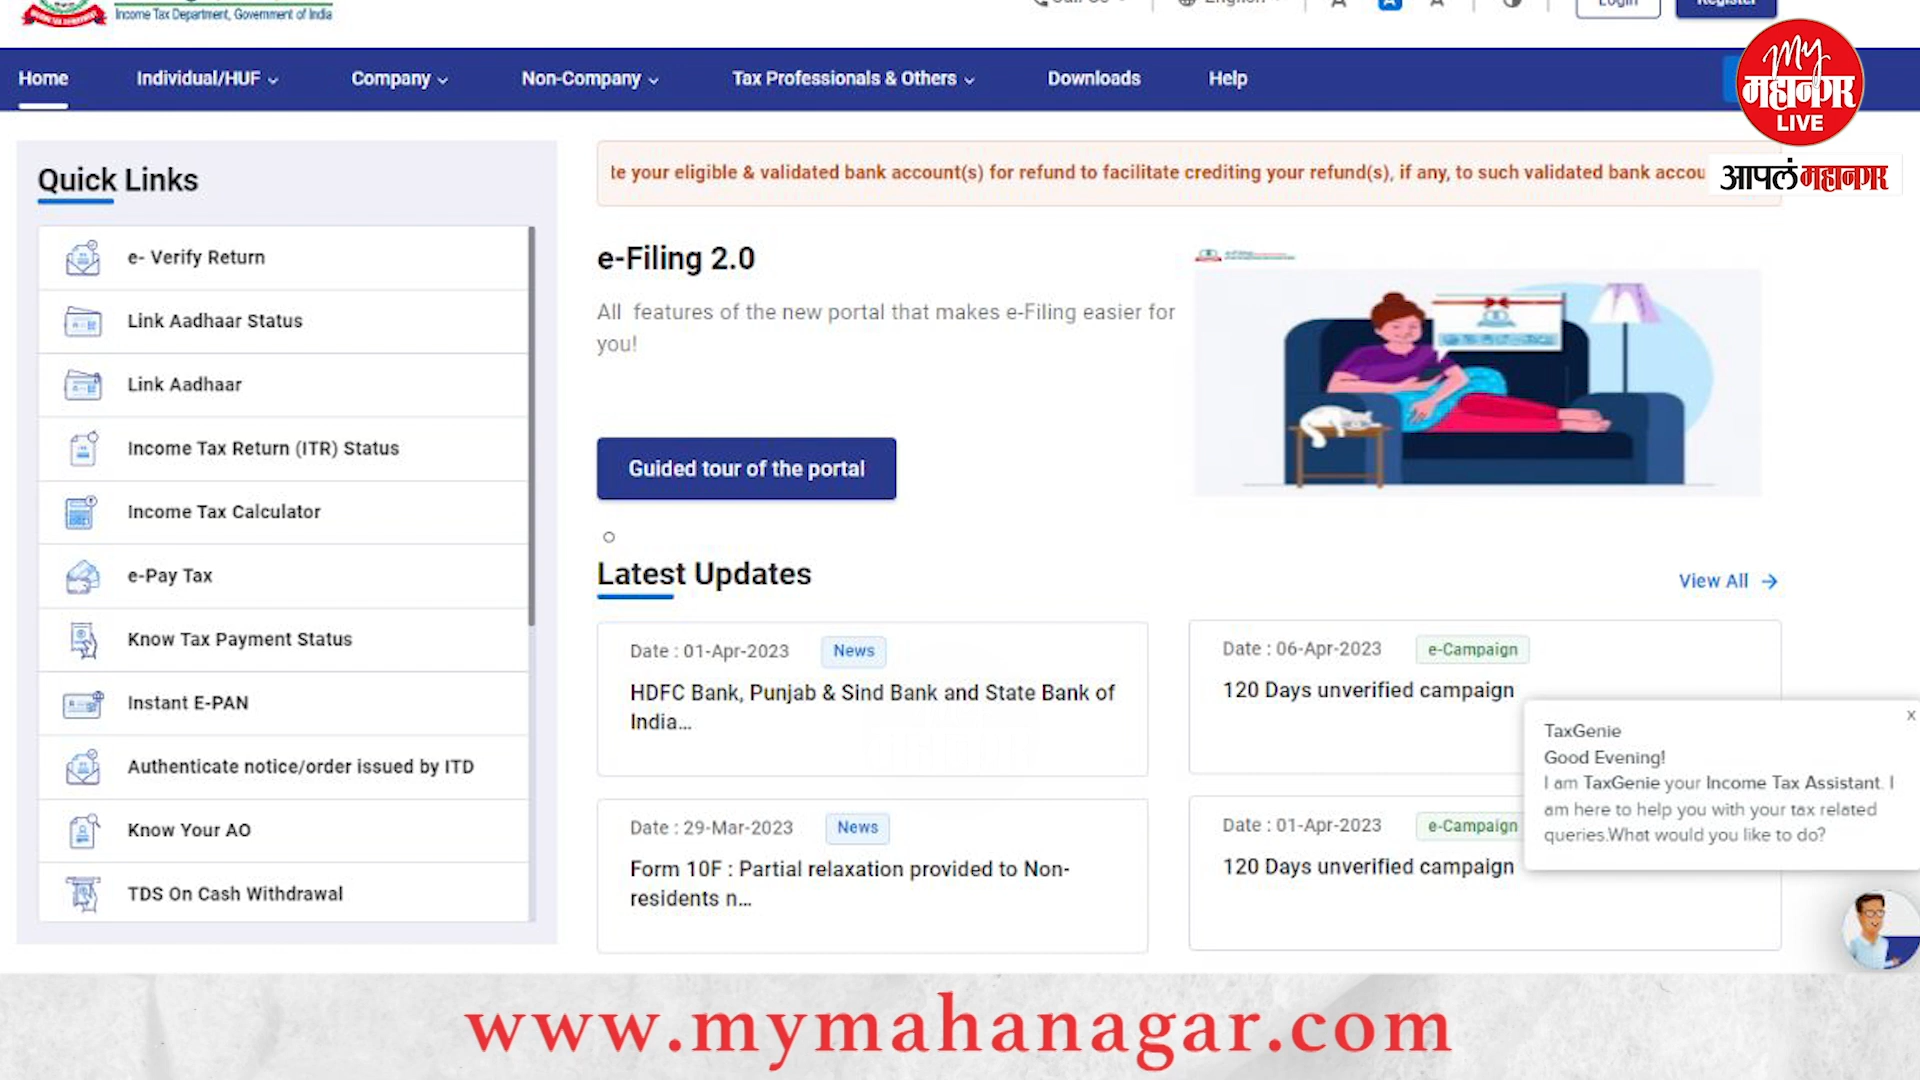 Income Tax Department, Government of India
Call Us
English
A A A
Login
Register
Home
Individual/HUF
Company
Non-Company
Tax Professionals & Others
Downloads
Help
My
महानगर
LIVE
आपलं महानगर
Quick Links
e- Verify Return
Link Aadhaar Status
Link Aadhaar
Income Tax Return (ITR) Status
Income Tax Calculator
e-Pay Tax
Know Tax Payment Status
Instant E-PAN
Authenticate notice/order issued by ITD
Know Your AO
TDS On Cash Withdrawal
te your eligible & validated bank account(s) for refund to facilitate crediting your refund(s), if any, to such validated bank accou
e-Filing 2.0
All features of the new portal that makes e-Filing easier for
you!
Guided tour of the portal
Latest Updates
View All
Date : 01-Apr-2023
News
HDFC Bank, Punjab & Sind Bank and State Bank of
India...
Date : 06-Apr-2023
e-Campaign
120 Days unverified campaign
Date : 29-Mar-2023
News
Form 10F : Partial relaxation provided to Non-
residents n...
Date : 01-Apr-2023
e-Campaign
120 Days unverified campaign
x
TaxGenie
Good Evening!
I am TaxGenie your Income Tax Assistant. I
am here to help you with your tax related
queries.What would you like to do?
www.mymahanagar.com